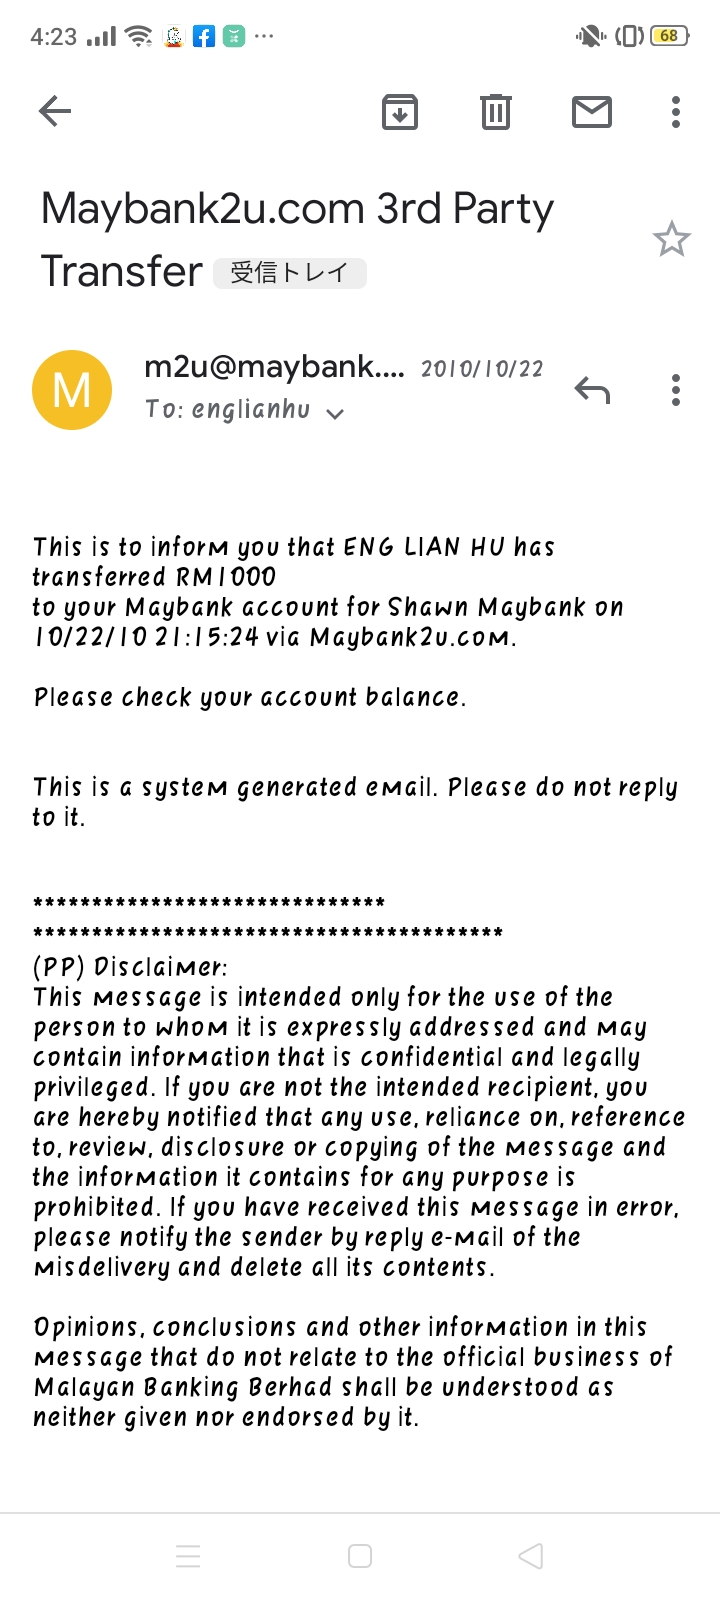 4:23
68
Maybank2u.com 3rd Party
Transfer 受信トレイ
M
m2u@maybank.... 2010/10/22
To: englianhu
This is to inform you that ENG LIAN HU has
transferred RM1000
to your Maybank account for Shawn Maybank on
10/22/10 21:15:24 via Maybank2u.com.
Please check your account balance.
This is a system generated email. Please do not reply
to it.
******************************
****************************************
(PP) Disclaimer:
This message is intended only for the use of the
person to whom it is expressly addressed and may
contain information that is confidential and legally
privileged. If you are not the intended recipient, you
are hereby notified that any use, reliance on, reference
to, review, disclosure or copying of the message and
the information it contains for any purpose is
prohibited. If you have received this message in error,
please notify the sender by reply e-mail of the
misdelivery and delete all its contents.
Opinions, conclusions and other information in this
message that do not relate to the official business of
Malayan Banking Berhad shall be understood as
neither given nor endorsed by it.